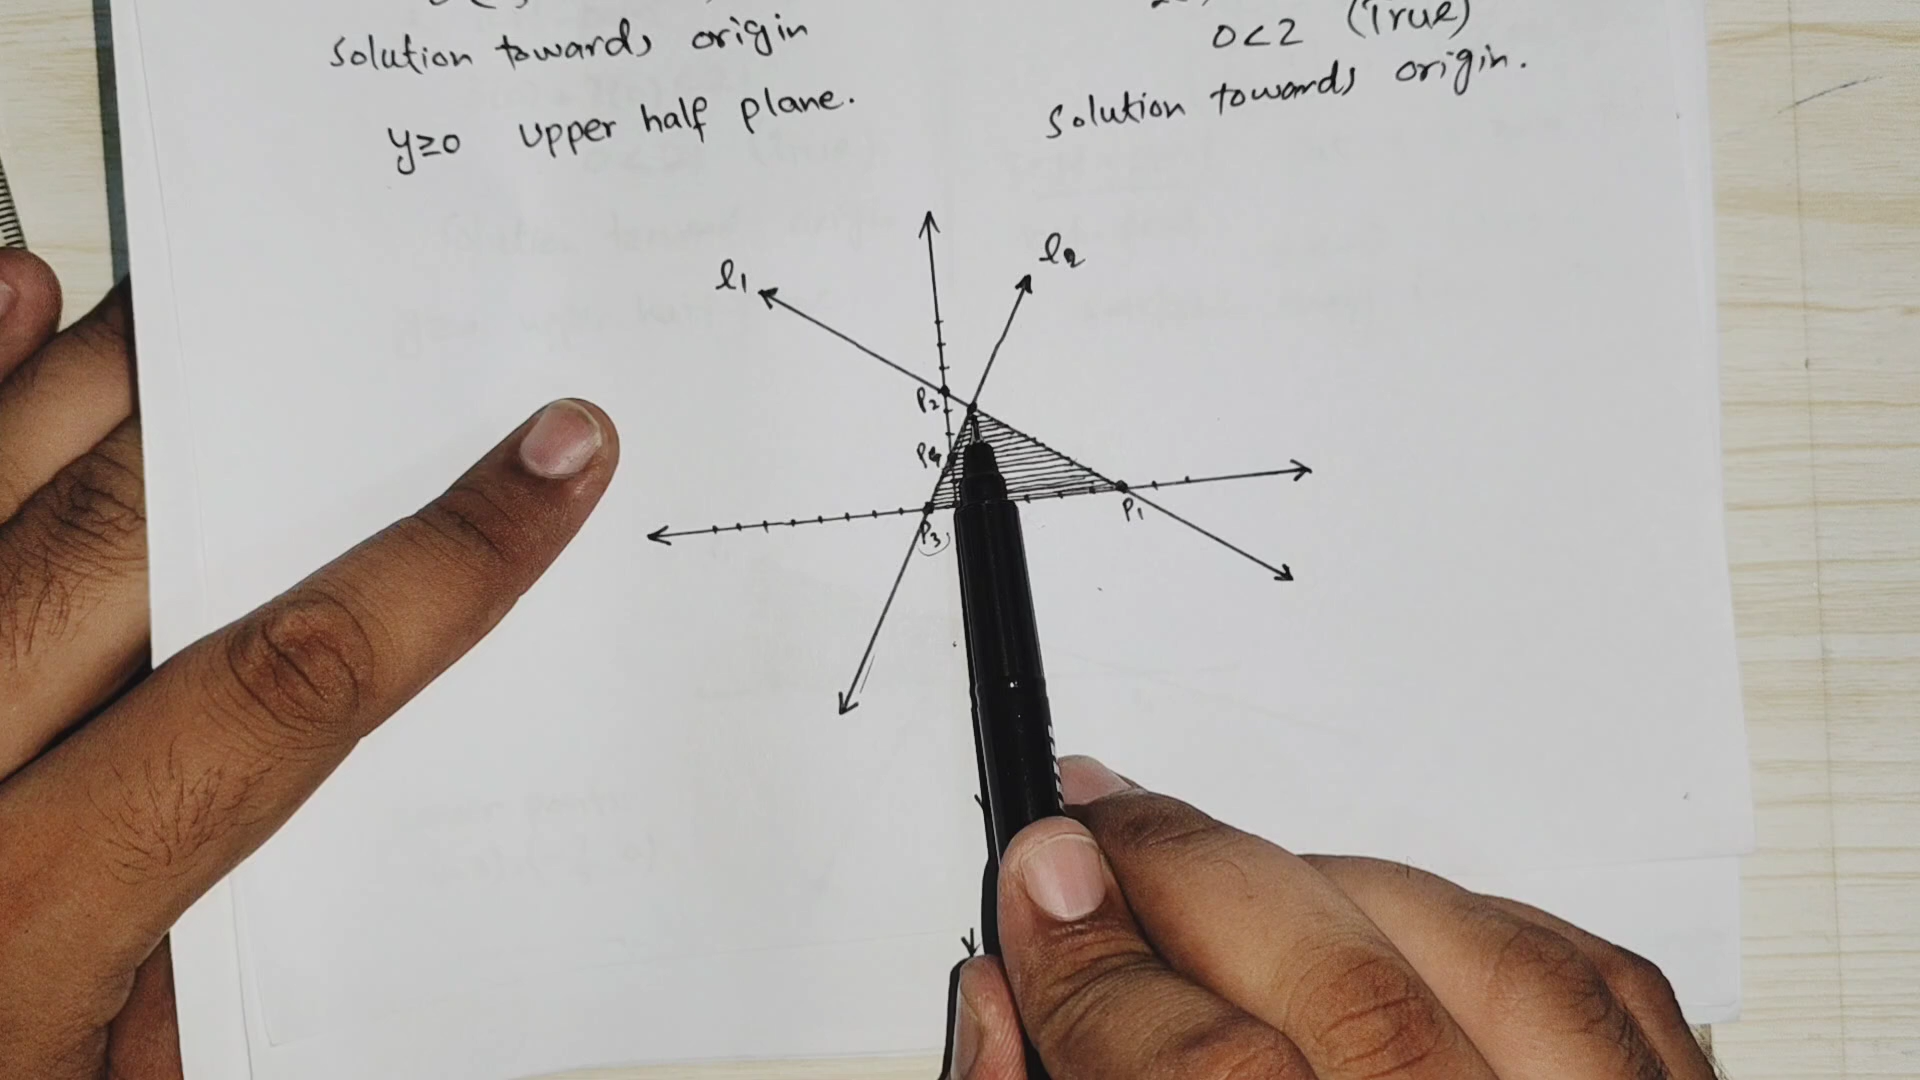 0<2 (True)
solution towards origin
solution towards origin.
y≥0 upper half plane.
l1
l2
P2
P4
P3
P1